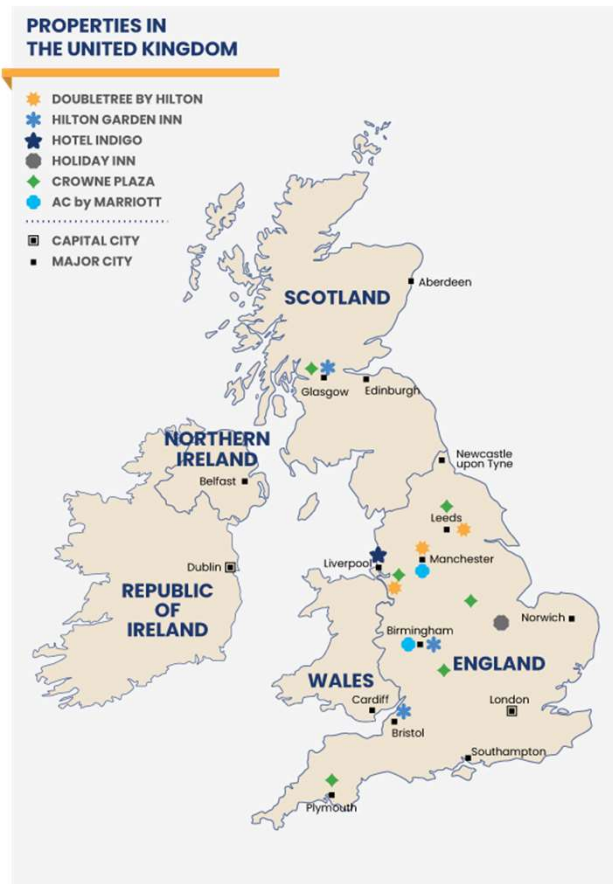 PROPERTIES IN
THE UNITED KINGDOM
DOUBLETREE BY HILTON
HILTON GARDEN INN
HOTEL INDIGO
HOLIDAY INN
CROWNE PLAZA
AC by MARRIOTT
CAPITAL CITY
MAJOR CITY
Aberdeen
SCOTLAND
Glasgow
Edinburgh
NORTHERN
IRELAND
Belfast
Newcastle
upon Tyne
Leeds
Manchester
Liverpool
Dublin
REPUBLIC
OF
IRELAND
Norwich
Birmingham
ENGLAND
WALES
Cardiff
London
Bristol
Southampton
Plymouth